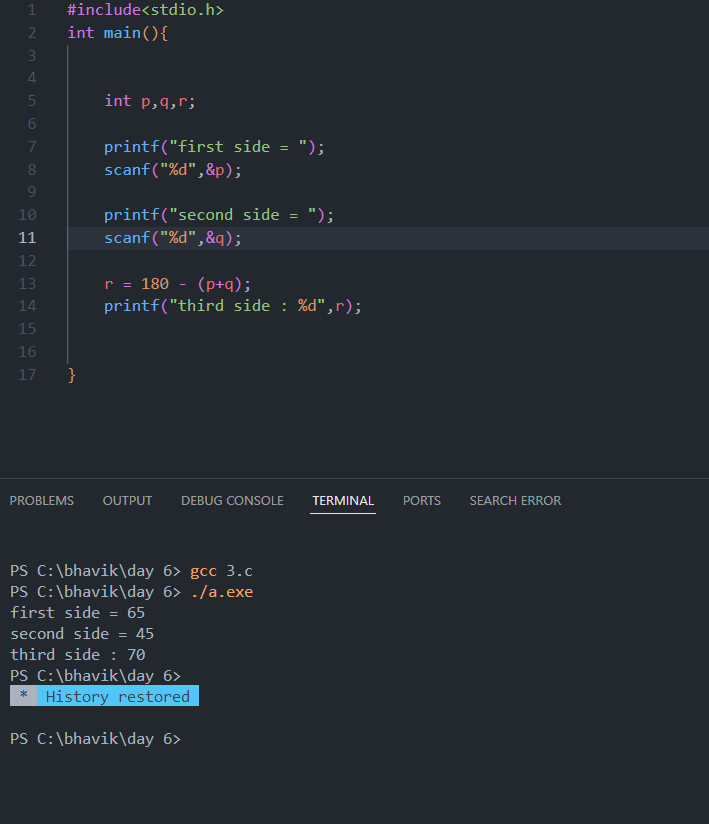 1 #include<stdio.h>
2 int main(){
3
4
5 int p,q,r;
6
7 printf("first side = ");
8 scanf("%d",&p);
9
10 printf("second side = ");
11 scanf("%d",&q);
12
13 r = 180 - (p+q);
14 printf("third side : %d",r);
15
16
17 }
PROBLEMS OUTPUT DEBUG CONSOLE TERMINAL PORTS SEARCH ERROR
PS C:\bhavik\day 6> gcc 3.c
PS C:\bhavik\day 6> ./a.exe
first side = 65
second side = 45
third side : 70
PS C:\bhavik\day 6>
* History restored
PS C:\bhavik\day 6>